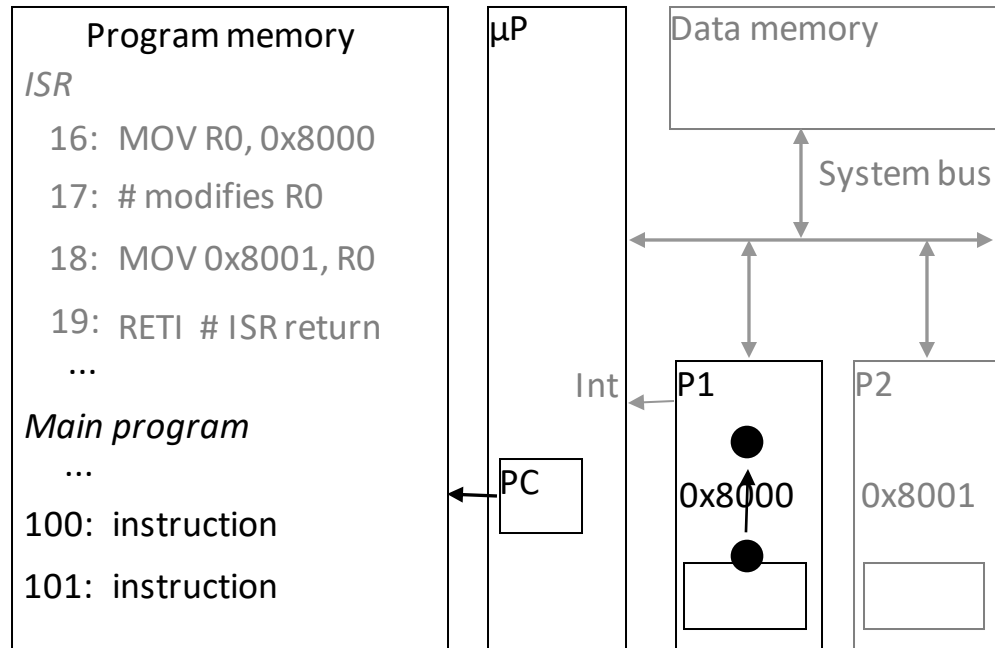 Program memory
ISR
16: MOV R0, 0x8000
17: # modifies R0
18: MOV 0x8001, R0
19: RETI # ISR return
...
Main program
...
100: instruction
101: instruction
µP
PC
Data memory
System bus
Int
P1
0x8000
P2
0x8001